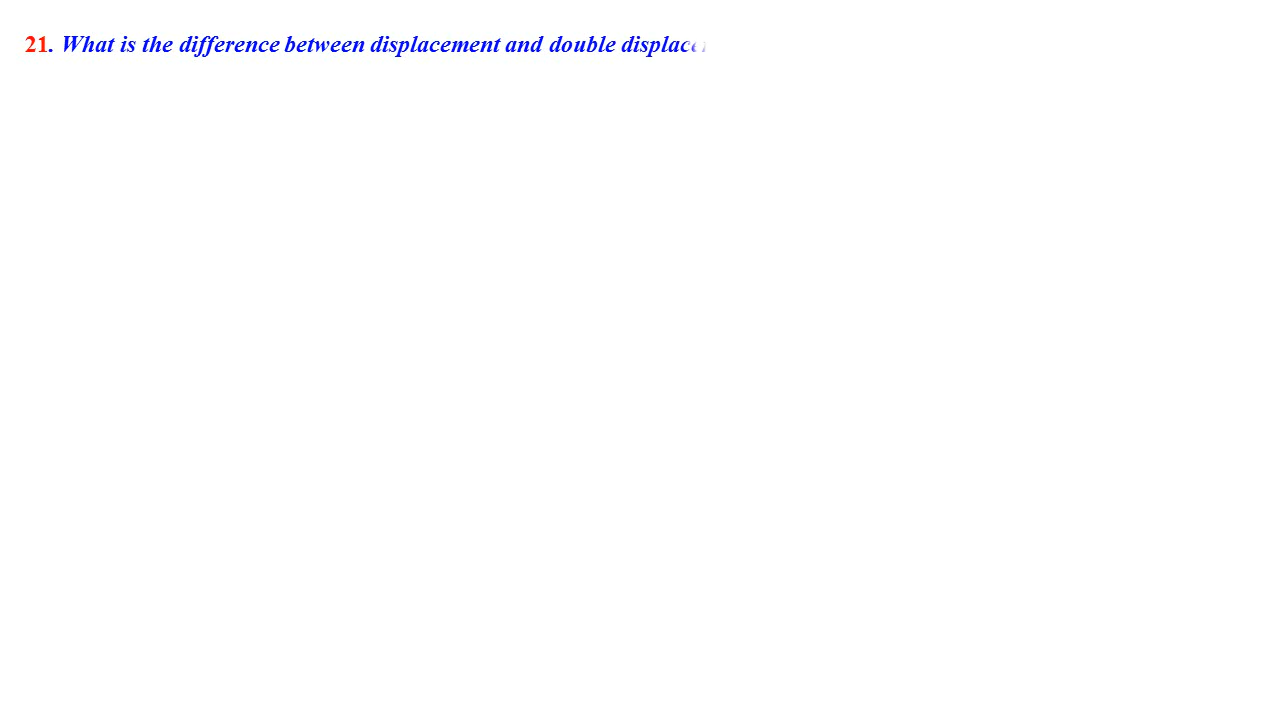 21. What is the difference between displacement and double